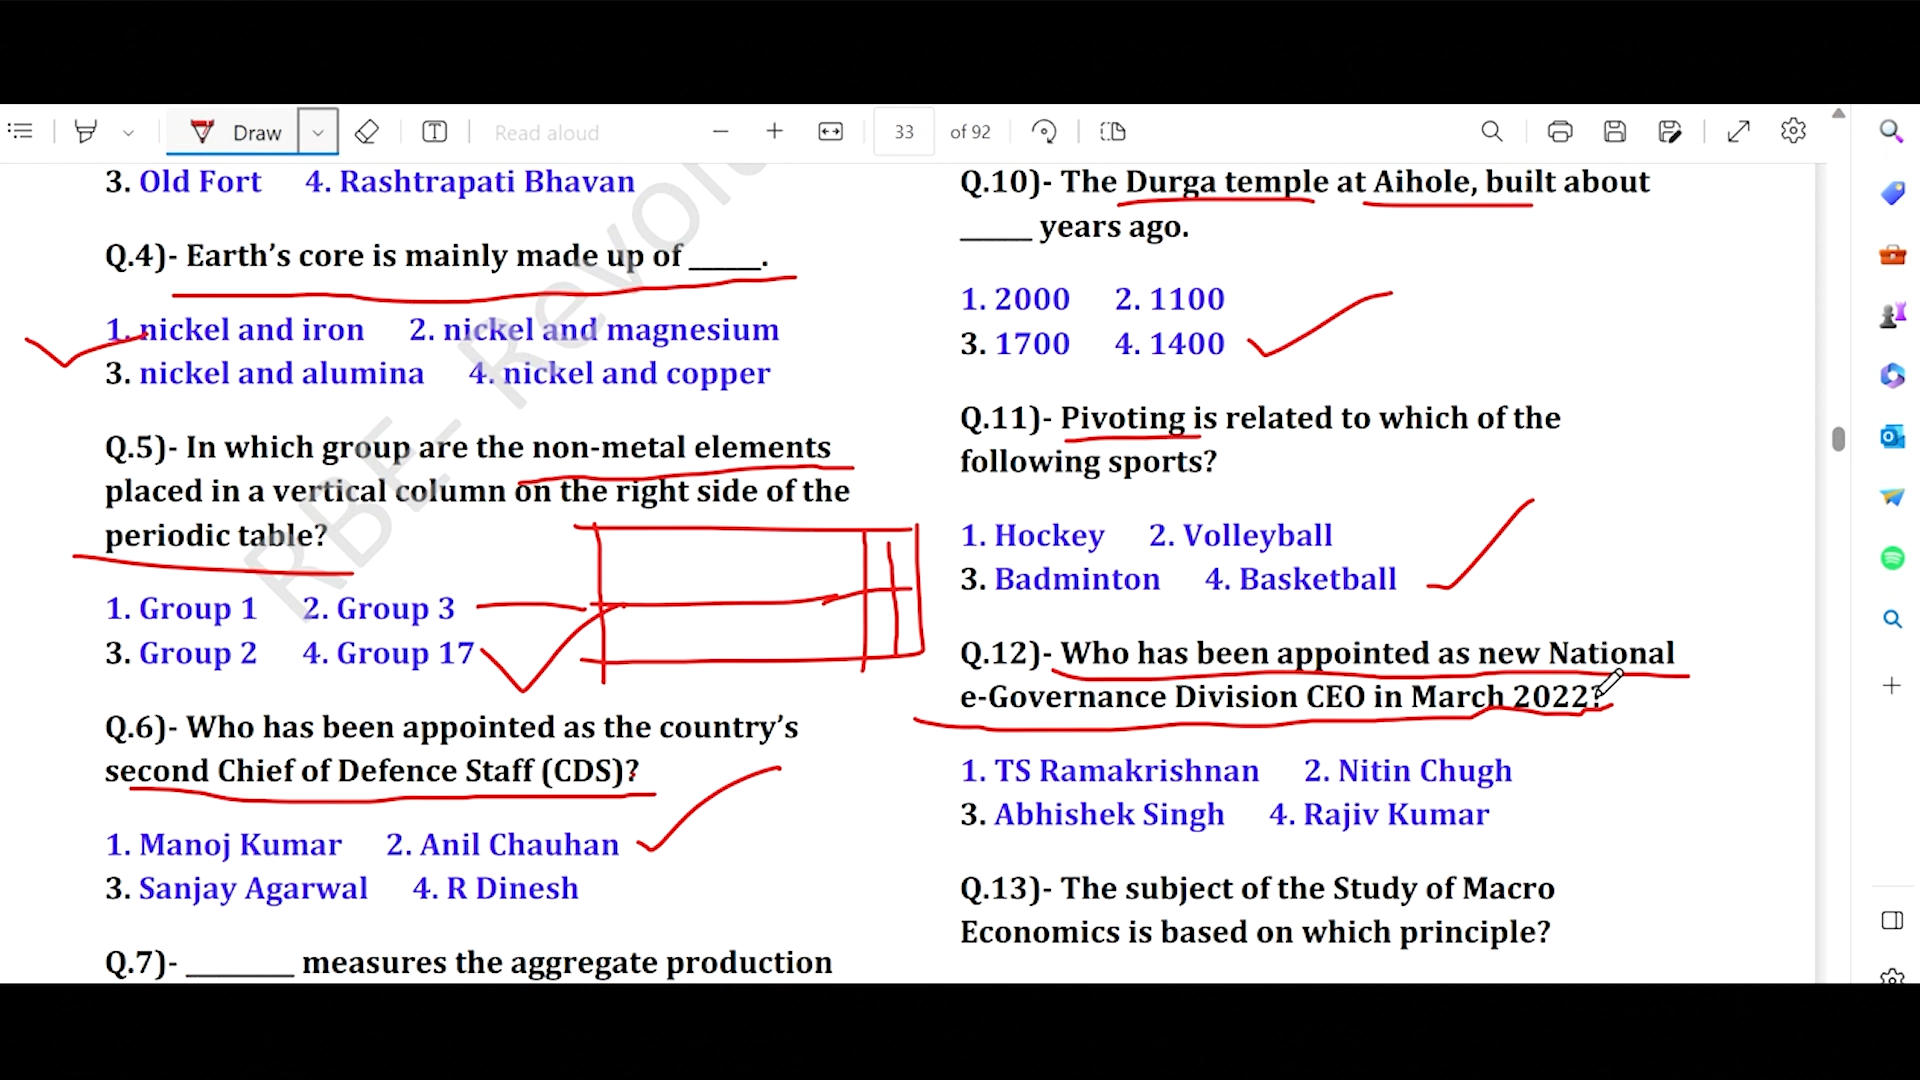 Draw
Read aloud
33 of 92
3. Old Fort 4. Rashtrapati Bhavan
Q.4)- Earth's core is mainly made up of _____.
1. nickel and iron 2. nickel and magnesium
3. nickel and alumina 4. nickel and copper
Q.5)- In which group are the non-metal elements
placed in a vertical column on the right side of the
periodic table?
1. Group 1 2. Group 3
3. Group 2 4. Group 17
Q.6)- Who has been appointed as the country's
second Chief of Defence Staff (CDS)?
1. Manoj Kumar 2. Anil Chauhan
3. Sanjay Agarwal 4. R Dinesh
Q.7)- ________ measures the aggregate production
Q.10)- The Durga temple at Aihole, built about
_____ years ago.
1. 2000 2. 1100
3. 1700 4. 1400
Q.11)- Pivoting is related to which of the
following sports?
1. Hockey 2. Volleyball
3. Badminton 4. Basketball
Q.12)- Who has been appointed as new National
e-Governance Division CEO in March 2022?
1. TS Ramakrishnan 2. Nitin Chugh
3. Abhishek Singh 4. Rajiv Kumar
Q.13)- The subject of the Study of Macro
Economics is based on which principle?
RBE- Revol